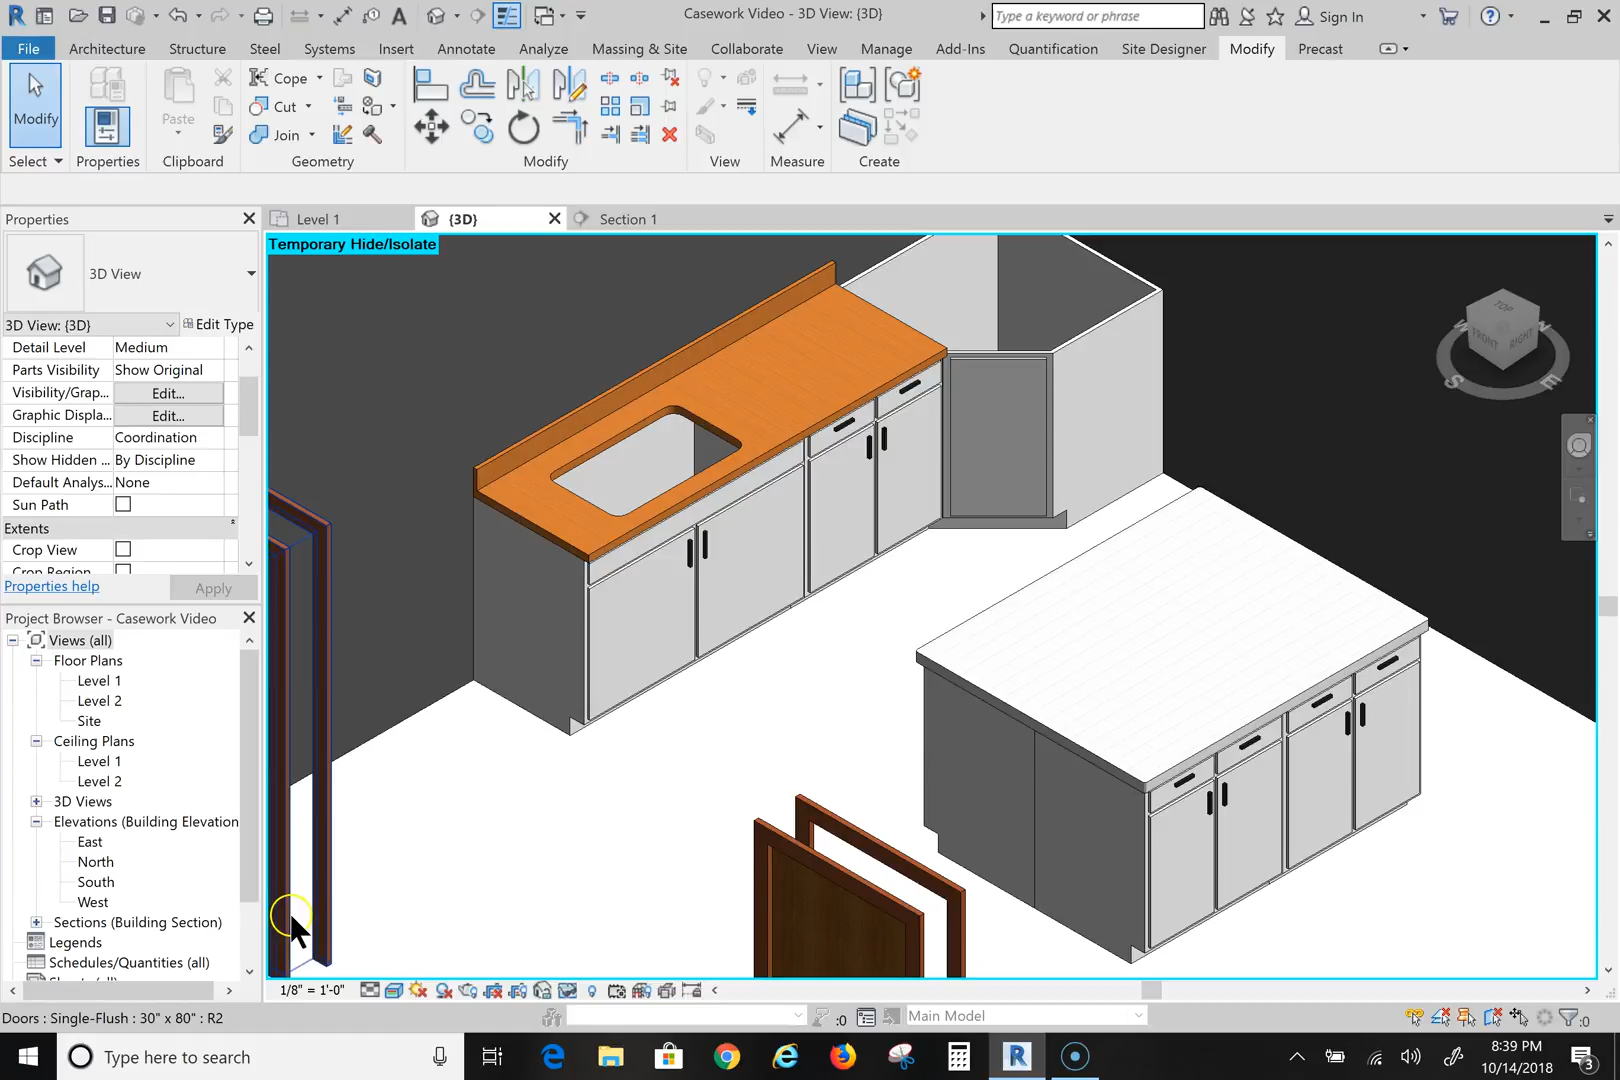 Casework Video - 3D View: {3D}
Type a keyword or phrase
Sign In
File
Architecture
Structure
Steel
Systems
Insert
Annotate
Analyze
Massing & Site
Collaborate
View
Manage
Add-Ins
Quantification
Site Designer
Modify
Precast
Modify
Select
Properties
Paste
Clipboard
Cope
Cut
Join
Geometry
Modify
View
Measure
Create
Properties
Level 1
{3D}
Section 1
Temporary Hide/Isolate
3D View
3D View: {3D}
Edit Type
Detail Level Medium
Parts Visibility Show Original
Visibility/Grap... Edit...
Graphic Displa... Edit...
Discipline Coordination
Show Hidden ... By Discipline
Default Analys... None
Sun Path
Extents
Crop View
Crop Region
Properties help
Apply
Project Browser - Casework Video
Views (all)
Floor Plans
Level 1
Level 2
Site
Ceiling Plans
Level 1
Level 2
3D Views
Elevations (Building Elevation
East
North
South
West
Sections (Building Section)
Legends
Schedules/Quantities (all)
TOP
FRONT
RIGHT
W
N
S
E
1/8" = 1'-0"
Doors : Single-Flush : 30" x 80" : R2
:0
Main Model
:0
Type here to search
8:39 PM
10/14/2018
3